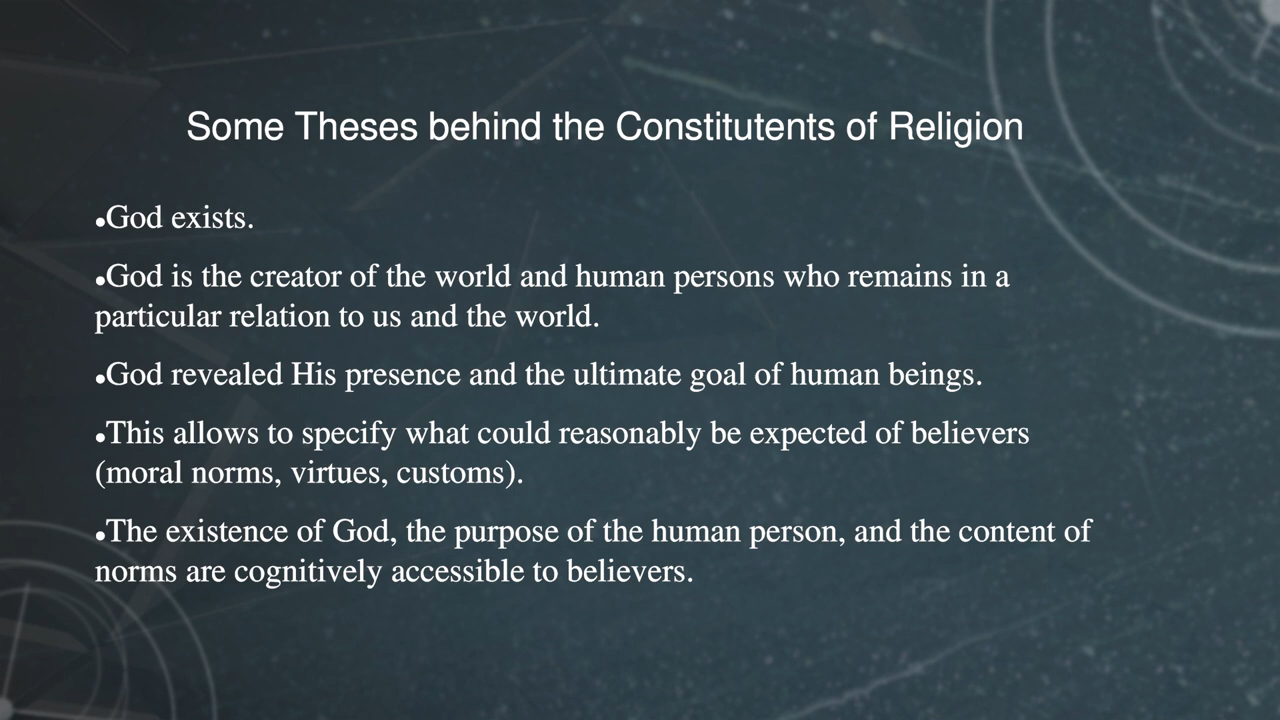 Some Theses behind the Constitutents of Religion
●God exists.
●God is the creator of the world and human persons who remains in a
particular relation to us and the world.
●God revealed His presence and the ultimate goal of human beings.
●This allows to specify what could reasonably be expected of believers
(moral norms, virtues, customs).
●The existence of God, the purpose of the human person, and the content of
norms are cognitively accessible to believers.